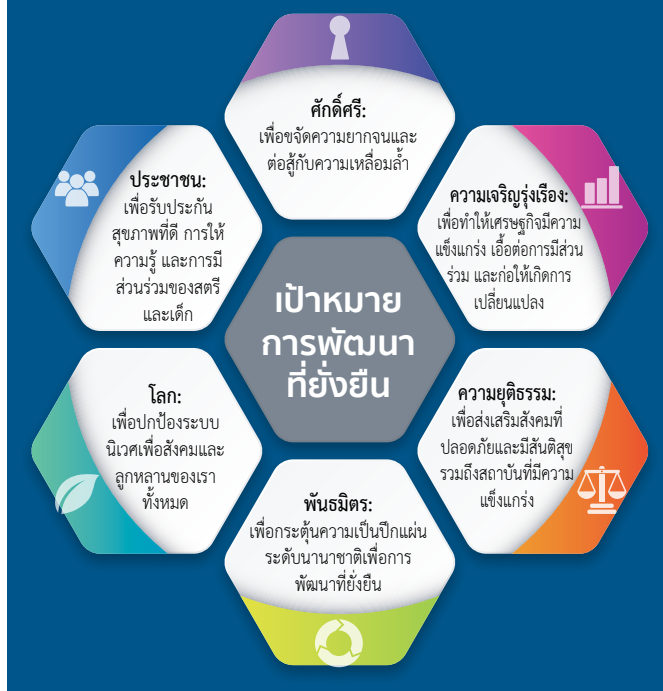 ศักดิ์ศรี:
เพื่อขจัดความยากจนและ
ต่อสู้กับความเหลื่อมล้ำ
ประชาชน:
เพื่อรับประกัน
สุขภาพที่ดี การให้
ความรู้ และการมี
ส่วนร่วมของสตรี
และเด็ก
ความเจริญรุ่งเรือง:
เพื่อทำให้เศรษฐกิจมีความ
แข็งแกร่ง เอื้อต่อการมีส่วน
ร่วม และก่อให้เกิดการ
เปลี่ยนแปลง
เป้าหมาย
การพัฒนา
ที่ยั่งยืน
โลก:
เพื่อปกป้องระบบ
นิเวศเพื่อสังคมและ
ลูกหลานของเรา
ทั้งหมด
ความยุติธรรม:
เพื่อส่งเสริมสังคมที่
ปลอดภัยและมีสันติสุข
รวมถึงสถาบันที่มีความ
แข็งแกร่ง
พันธมิตร:
เพื่อกระตุ้นความเป็นปึกแผ่น
ระดับนานาชาติเพื่อการ
พัฒนาที่ยั่งยืน